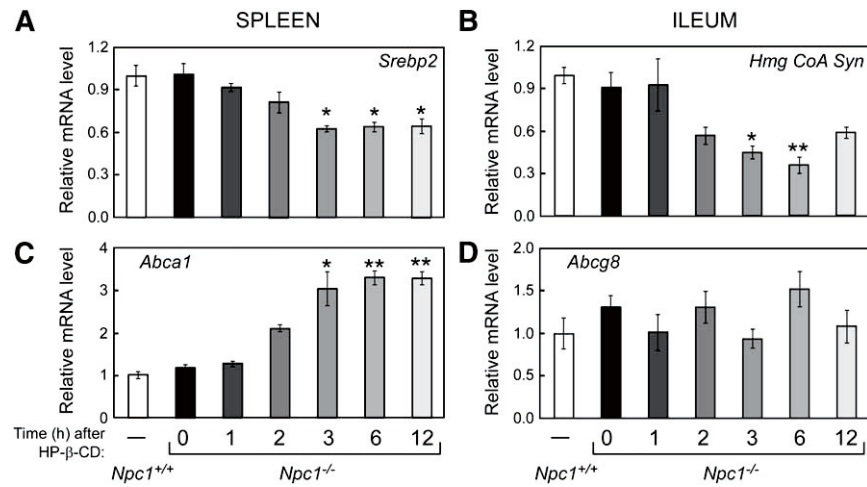 A SPLEEN
B ILEUM
Relative mRNA level
1.2
0.9
0.6
0.3
0.0
Srebp2
* * *
Relative mRNA level
1.2
0.9
0.6
0.3
0.0
Hmg CoA Syn
* **
C
Relative mRNA level
4
3
2
1
0
Abca1
* ** **
D
Relative mRNA level
2.0
1.5
1.0
0.5
0.0
Abcg8
Time (h) after
HP-β-CD:
— 0 1 2 3 6 12
Npc1+/+ Npc1-/-
— 0 1 2 3 6 12
Npc1+/+ Npc1-/-